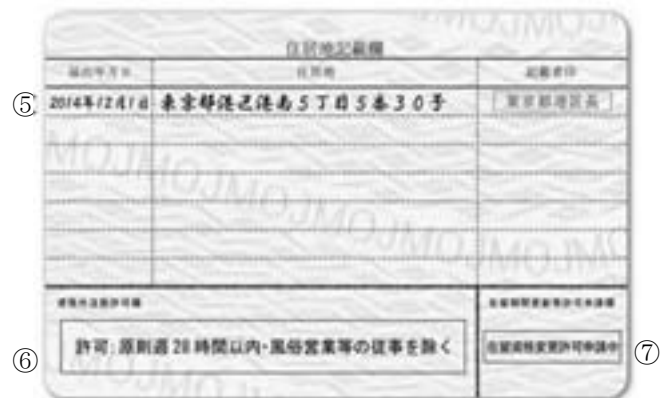 住居地記載欄
届出年月日 住居地 記載者印
⑤ 2014年12月1日 東京都港区港南5丁目5番30号 東京都港区長
MOJMOJMOJMOJMOJMO
資格外活動許可欄 在留期間更新等許可申請欄
⑥ 許可:原則週28時間以内・風俗営業等の従事を除く 在留資格変更許可申請中 ⑦